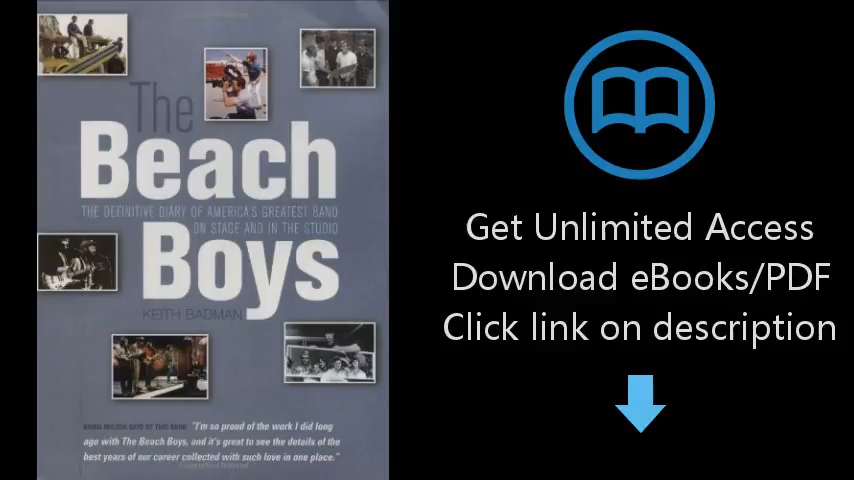 The
Beach
THE DEFINITIVE DIARY OF AMERICA'S GREATEST BAND
ON STAGE AND IN THE STUDIO
Boys
KEITH BADMAN
BRIAN WILSON SAYS OF THIS BOOK: "I'm so proud of the work I did long
ago with The Beach Boys, and it's great to see the details of the
best years of our career collected with such love in one place."
Copyrighted Material
Get Unlimited Access
Download eBooks/PDF
Click link on description